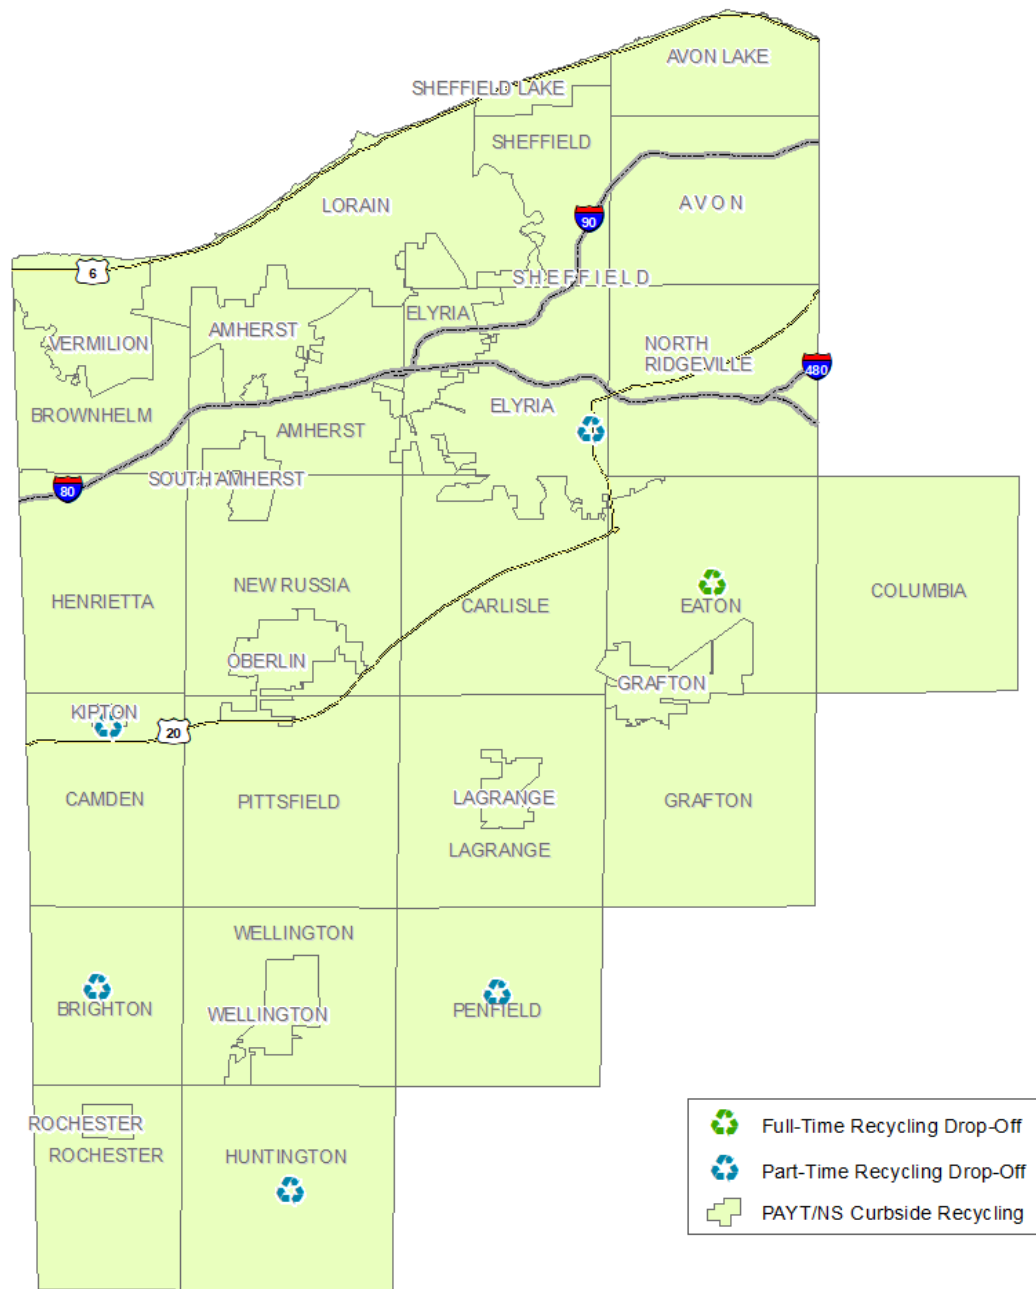 AVON LAKE
SHEFFIELD LAKE
SHEFFIELD
LORAIN
AVON
90
6
SHEFFIELD
ELYRIA
AMHERST
VERMILION
NORTH
RIDGEVILLE
480
BROWNHELM
ELYRIA
AMHERST
SOUTH AMHERST
80
HENRIETTA
NEW RUSSIA
CARLISLE
EATON
COLUMBIA
OBERLIN
GRAFTON
KIPTON
20
CAMDEN
PITTSFIELD
LAGRANGE
GRAFTON
LAGRANGE
WELLINGTON
BRIGHTON
WELLINGTON
PENFIELD
ROCHESTER
ROCHESTER
HUNTINGTON
Full-Time Recycling Drop-Off
Part-Time Recycling Drop-Off
PAYT/NS Curbside Recycling